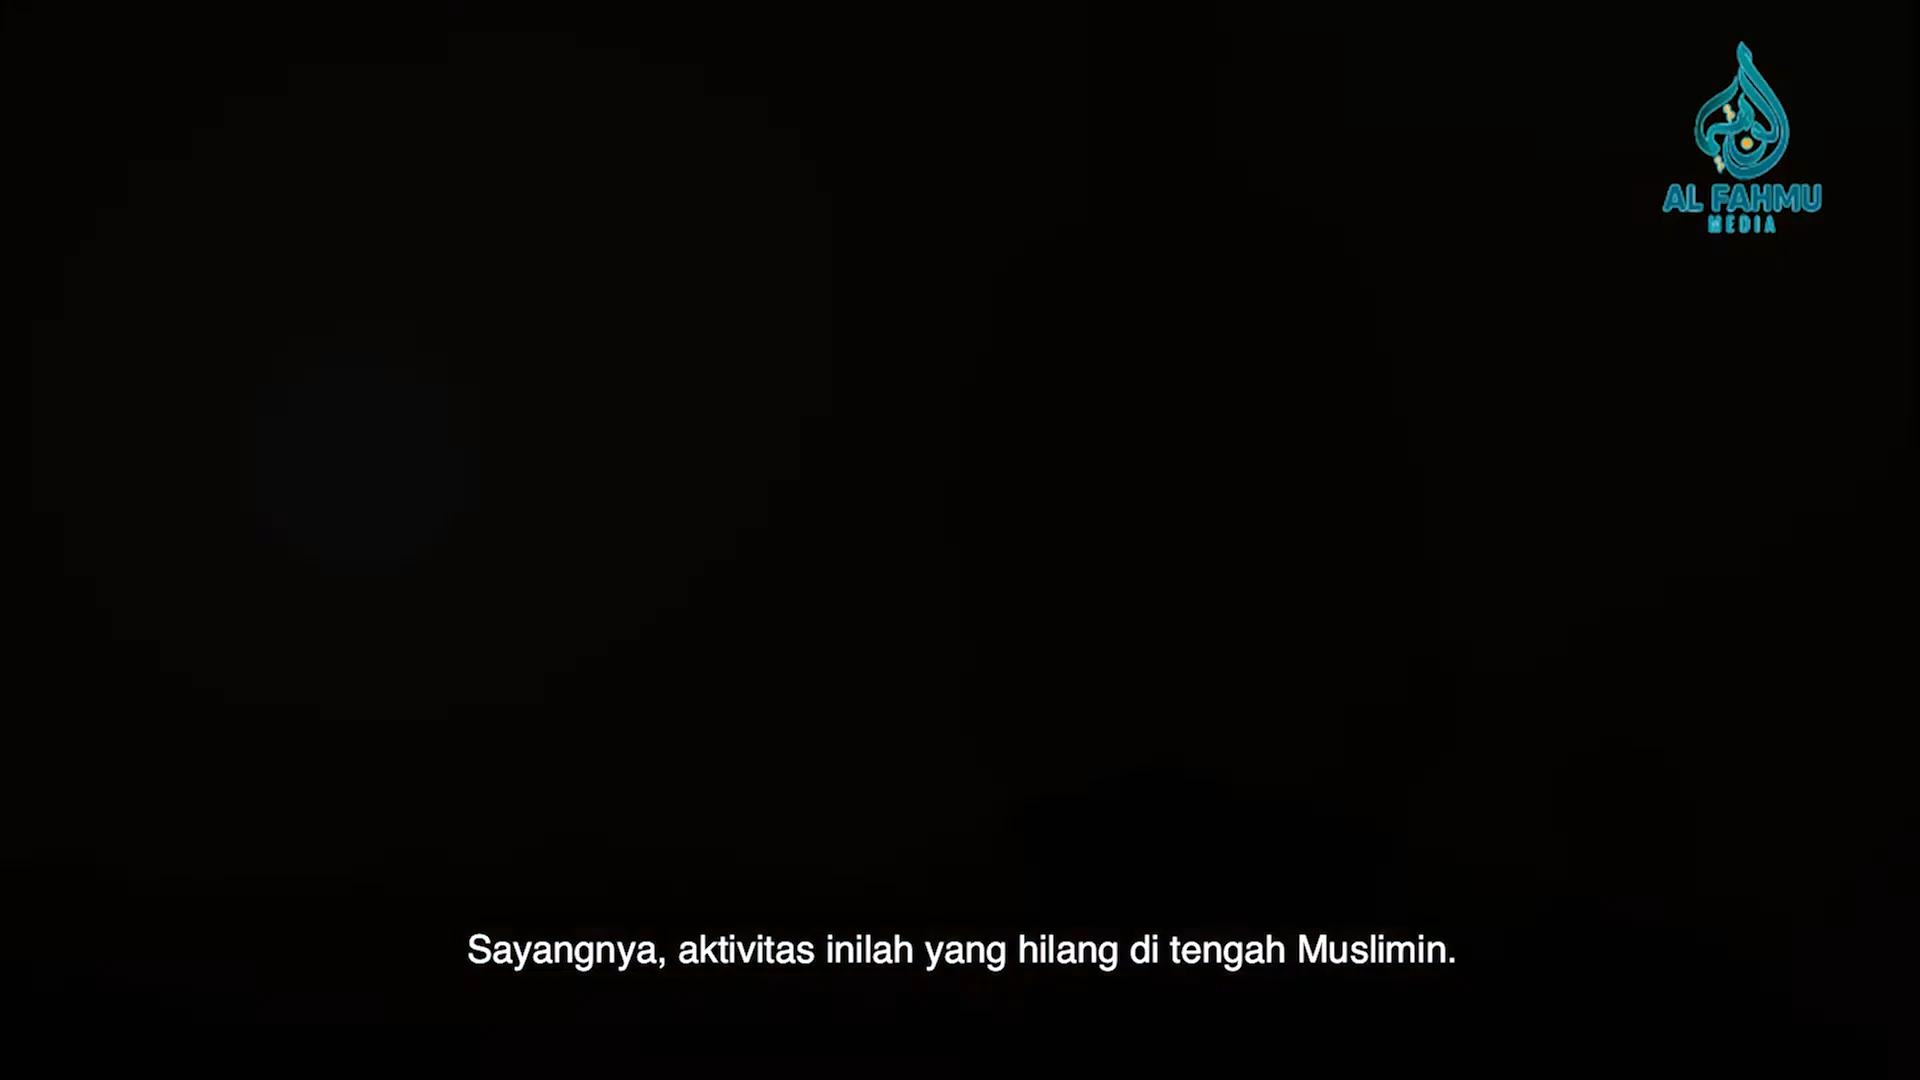 AL FAHMU
MEDIA
Sayangnya, aktivitas inilah yang hilang di tengah Muslimin.